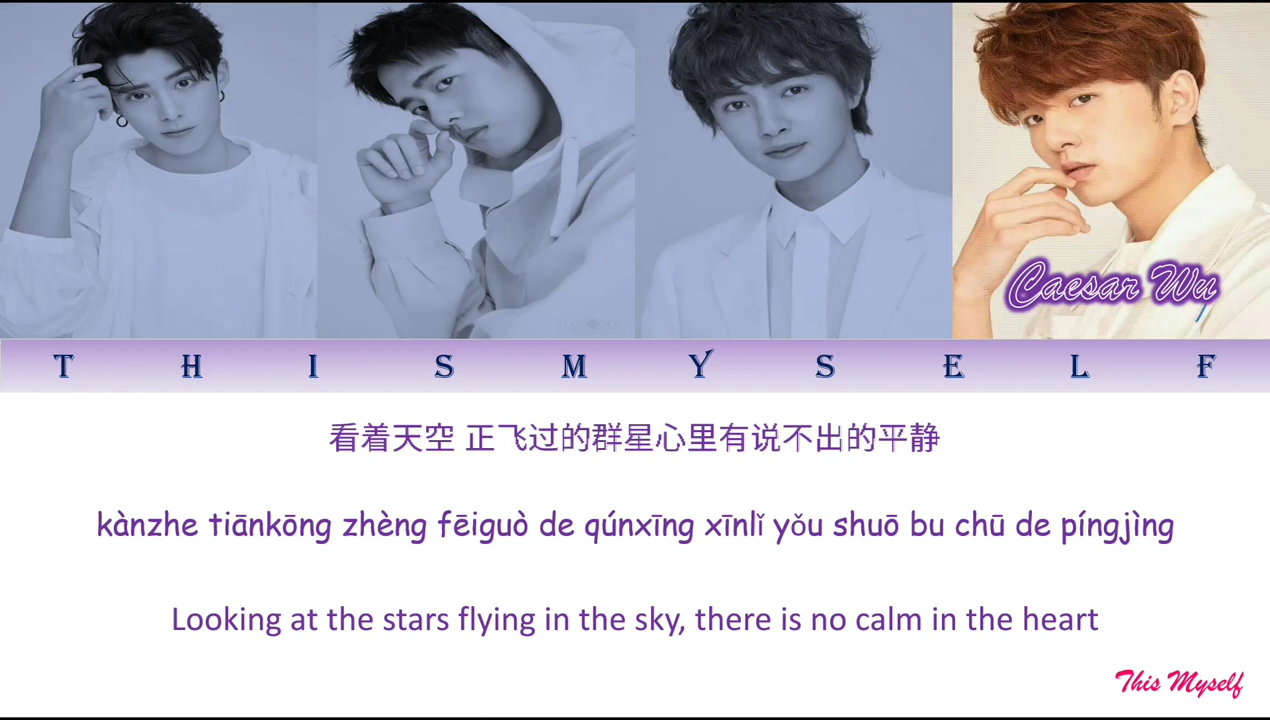 Caesar Wu
T H I S M Y S E L F
看着天空 正飞过的群星心里有说不出的平静
kànzhe tiānkōng zhèng fēiguò de qúnxīng xīnlǐ yǒu shuō bu chū de píngjìng
Looking at the stars flying in the sky, there is no calm in the heart
This Myself